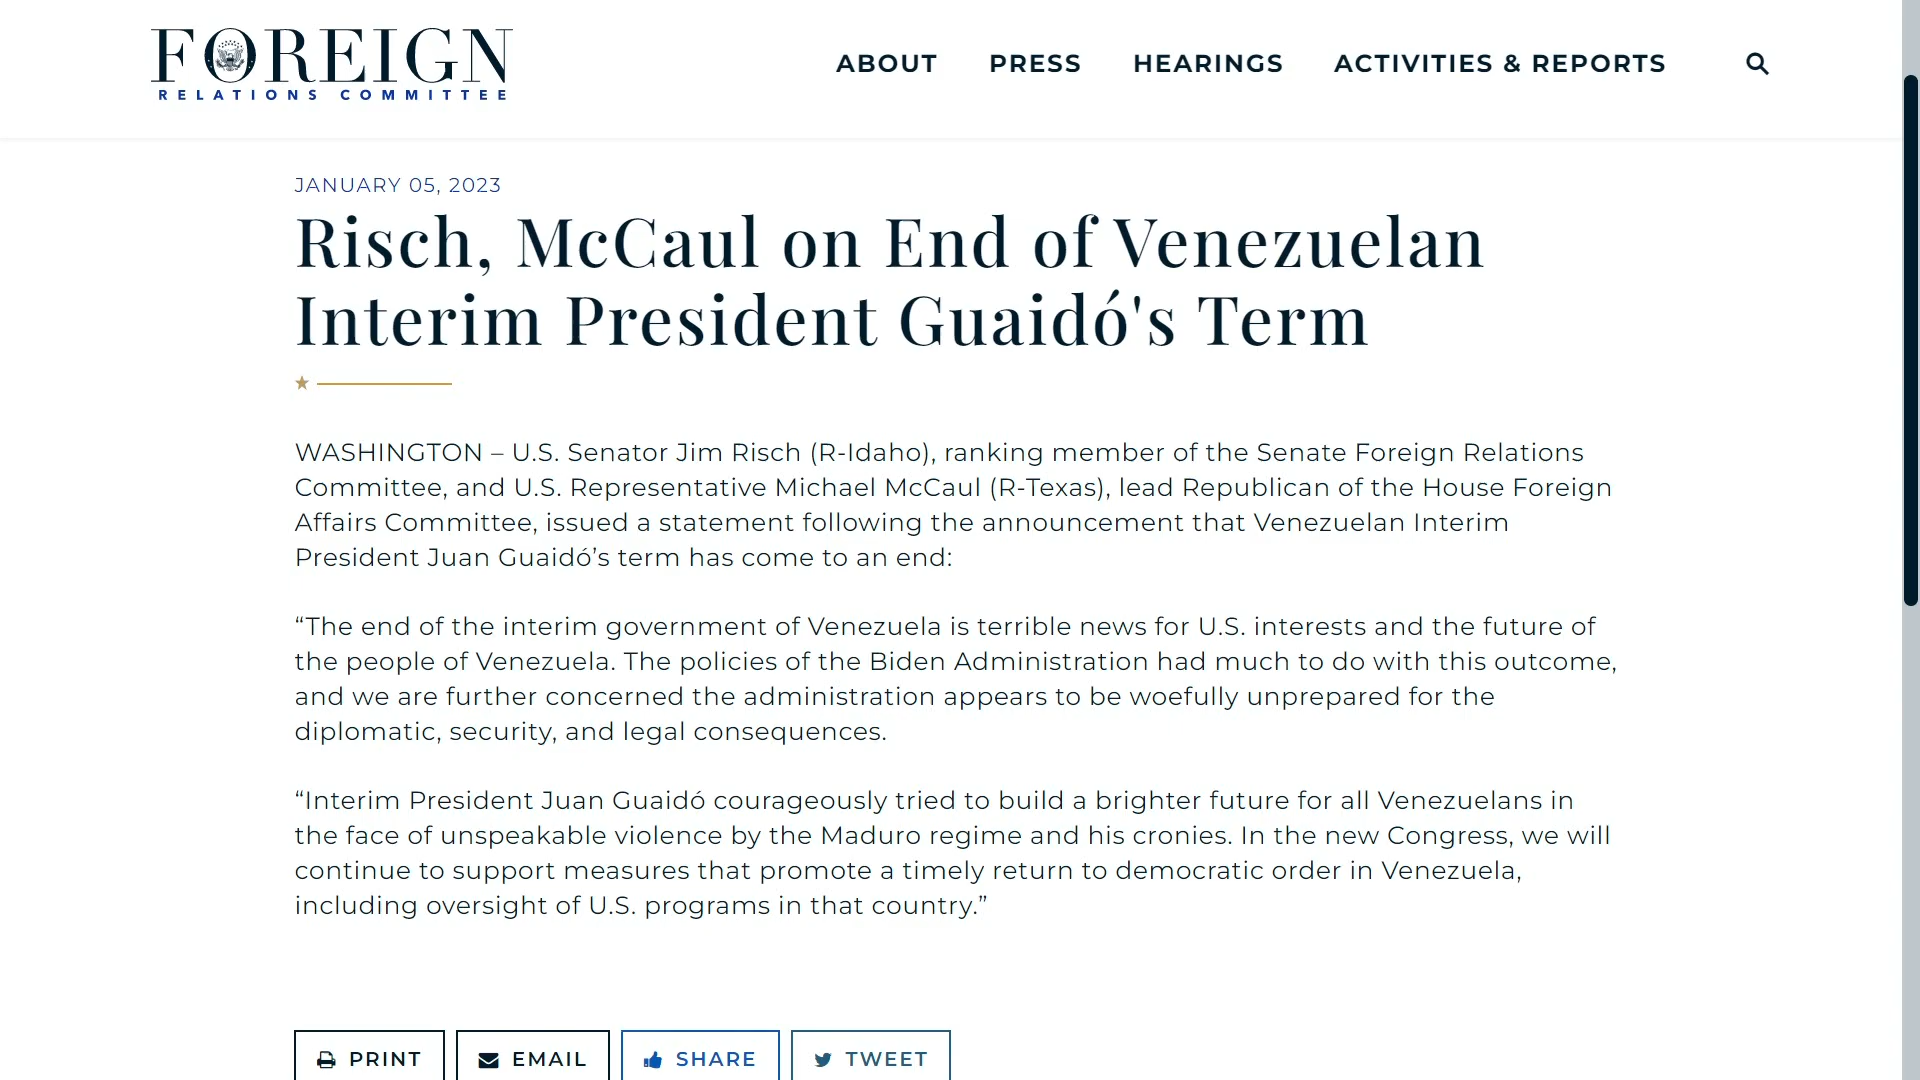 FOREIGN
RELATIONS COMMITTEE
ABOUT PRESS HEARINGS ACTIVITIES & REPORTS
JANUARY 05, 2023
Risch, McCaul on End of Venezuelan
Interim President Guaidó's Term
WASHINGTON – U.S. Senator Jim Risch (R-Idaho), ranking member of the Senate Foreign Relations
Committee, and U.S. Representative Michael McCaul (R-Texas), lead Republican of the House Foreign
Affairs Committee, issued a statement following the announcement that Venezuelan Interim
President Juan Guaidó’s term has come to an end:
“The end of the interim government of Venezuela is terrible news for U.S. interests and the future of
the people of Venezuela. The policies of the Biden Administration had much to do with this outcome,
and we are further concerned the administration appears to be woefully unprepared for the
diplomatic, security, and legal consequences.
“Interim President Juan Guaidó courageously tried to build a brighter future for all Venezuelans in
the face of unspeakable violence by the Maduro regime and his cronies. In the new Congress, we will
continue to support measures that promote a timely return to democratic order in Venezuela,
including oversight of U.S. programs in that country.”
PRINT EMAIL SHARE TWEET